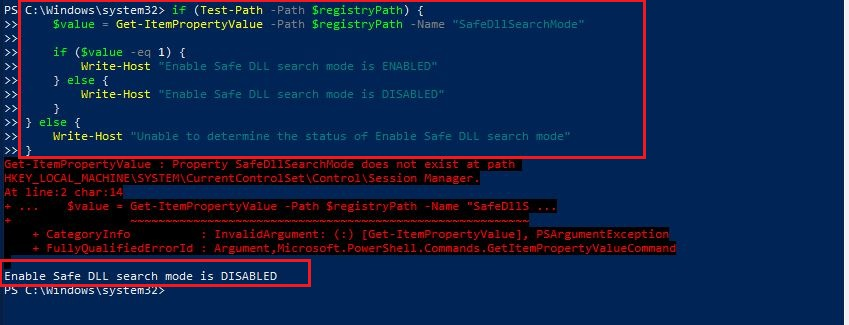 PS C:\Windows\system32> if (Test-Path -Path $registryPath) {
>>     $value = Get-ItemPropertyValue -Path $registryPath -Name "SafeDllSearchMode"
>>
>>     if ($value -eq 1) {
>>         Write-Host "Enable Safe DLL search mode is ENABLED"
>>     } else {
>>         Write-Host "Enable Safe DLL search mode is DISABLED"
>>     }
>> } else {
>>     Write-Host "Unable to determine the status of Enable Safe DLL search mode"
>> }
Get-ItemPropertyValue : Property SafeDllSearchMode does not exist at path
HKEY_LOCAL_MACHINE\SYSTEM\CurrentControlSet\Control\Session Manager.
At line:2 char:14
+ ...     $value = Get-ItemPropertyValue -Path $registryPath -Name "SafeDllS ...
+                  ~~~~~~~~~~~~~~~~~~~~~~~~~~~~~~~~~~~~~~~~~~~~~~~~~~~~~~~~~
    + CategoryInfo          : InvalidArgument: (:) [Get-ItemPropertyValue], PSArgumentException
    + FullyQualifiedErrorId : Argument,Microsoft.PowerShell.Commands.GetItemPropertyValueCommand
Enable Safe DLL search mode is DISABLED
PS C:\Windows\system32>